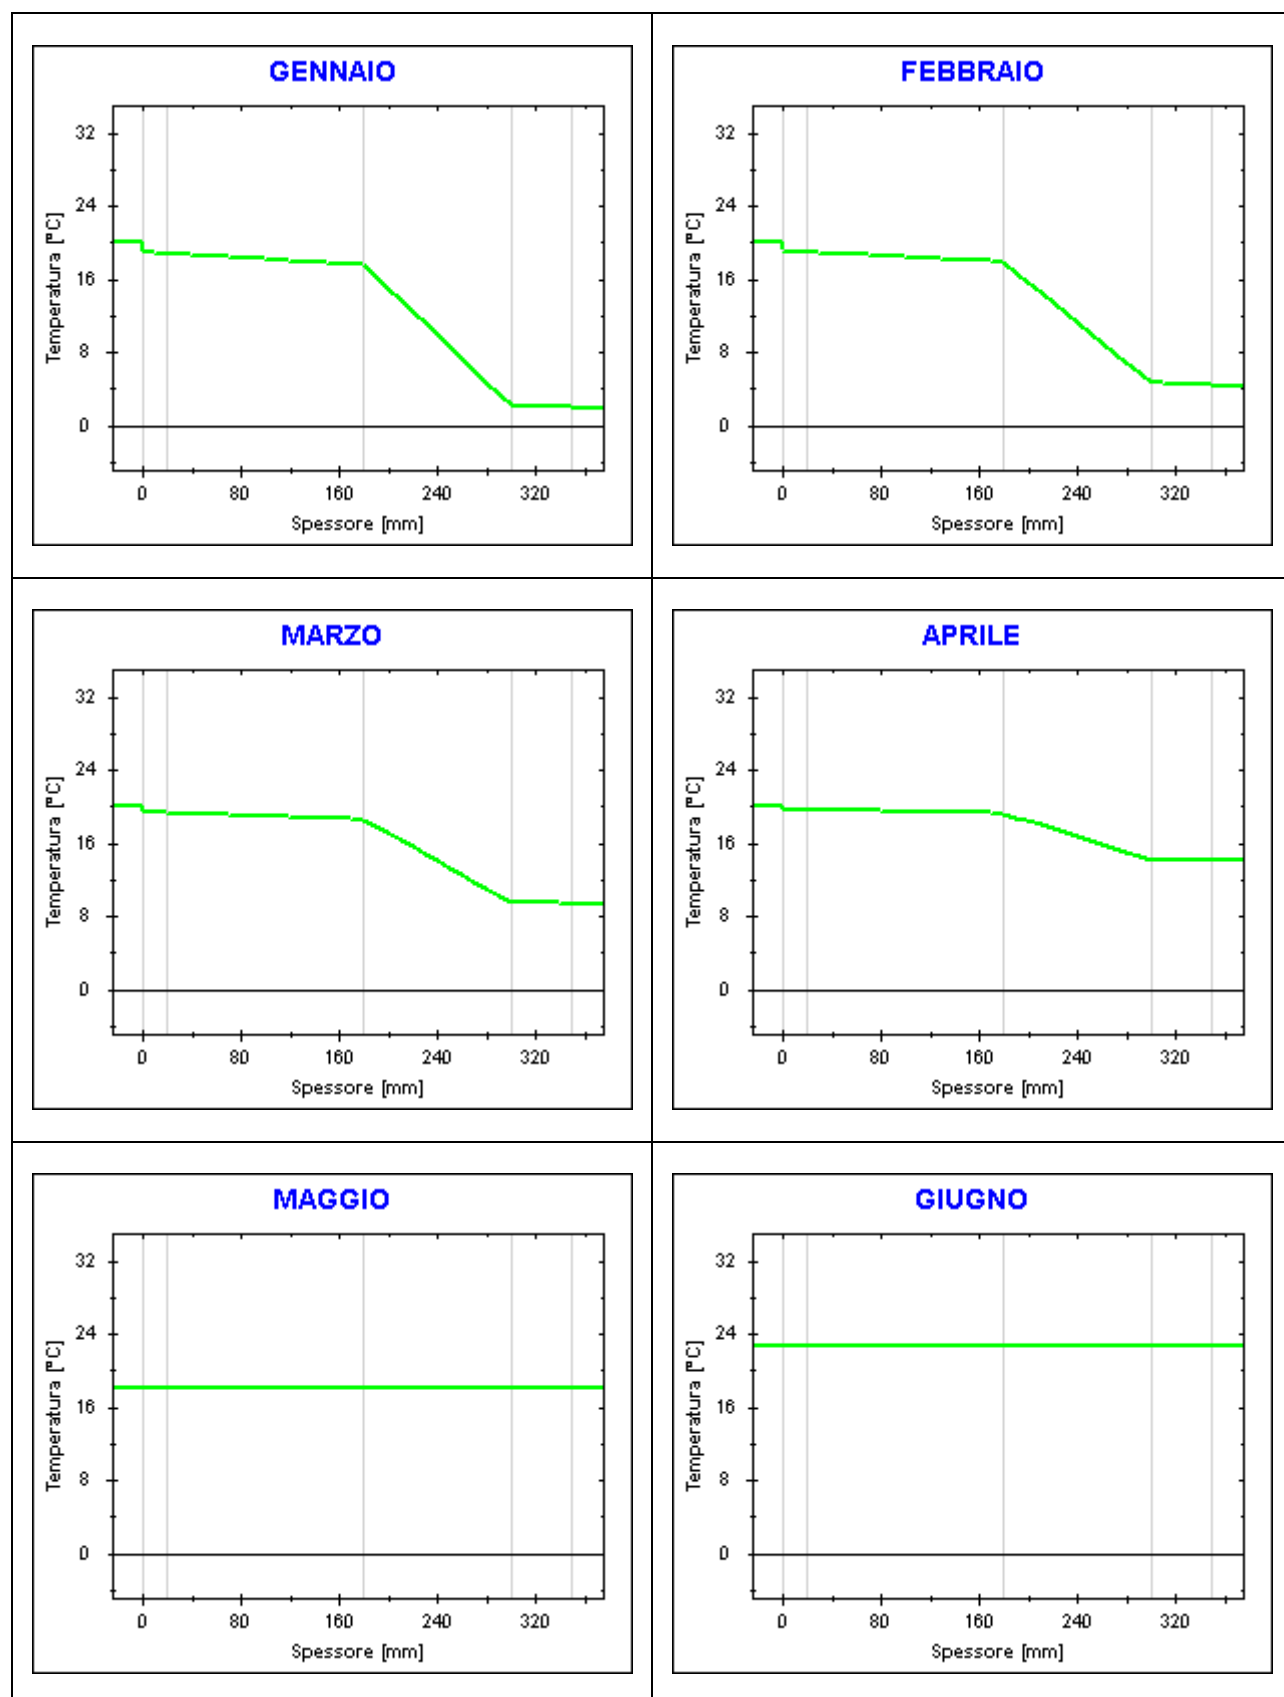 GENNAIO
32
24
16
8
0
Temperatura [°C]
0 80 160 240 320
Spessore [mm]
FEBBRAIO
32
24
16
8
0
Temperatura [°C]
0 80 160 240 320
Spessore [mm]
MARZO
32
24
16
8
0
Temperatura [°C]
0 80 160 240 320
Spessore [mm]
APRILE
32
24
16
8
0
Temperatura [°C]
0 80 160 240 320
Spessore [mm]
MAGGIO
32
24
16
8
0
Temperatura [°C]
0 80 160 240 320
Spessore [mm]
GIUGNO
32
24
16
8
0
Temperatura [°C]
0 80 160 240 320
Spessore [mm]